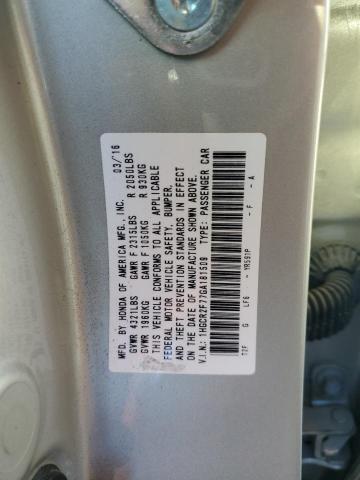 MFD. BY HONDA OF AMERICA MFG., INC. 03/'16
GVWR 4321LBS GAWR F 2315LBS R 2050LBS
GVWR 1960KG GAWR F 1050KG R 930KG
THIS VEHICLE CONFORMS TO ALL APPLICABLE
FEDERAL MOTOR VEHICLE SAFETY, BUMPER,
AND THEFT PREVENTION STANDARDS IN EFFECT
ON THE DATE OF MANUFACTURE SHOWN ABOVE.
V.I.N.: 1HGCR2F77GA181509 TYPE: PASSENGER CAR
T2F G LF6 - YR591P - F - A